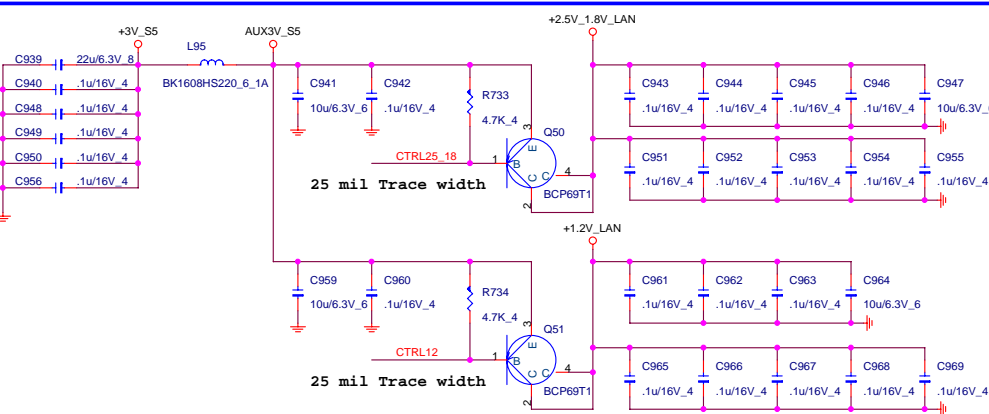 +2.5V_1.8V_LAN
+3V_S5
AUX3V_S5
L95
BK1608HS220_6_1A
C939 22u/6.3V_8
C940 .1u/16V_4
C948 .1u/16V_4
C949 .1u/16V_4
C950 .1u/16V_4
C956 .1u/16V_4
C941
10u/6.3V_6
C942
.1u/16V_4
R733
4.7K_4
C943
.1u/16V_4
C944
.1u/16V_4
C945
.1u/16V_4
C946
.1u/16V_4
C947
10u/6.3V_6
3
Q50
E
B
C
C
1
4
2
BCP69T1
CTRL25_18
25 mil Trace width
C951
.1u/16V_4
C952
.1u/16V_4
C953
.1u/16V_4
C954
.1u/16V_4
C955
.1u/16V_4
+1.2V_LAN
C959
10u/6.3V_6
C960
.1u/16V_4
R734
4.7K_4
C961
.1u/16V_4
C962
.1u/16V_4
C963
.1u/16V_4
C964
10u/6.3V_6
3
Q51
E
B
C
C
1
4
2
BCP69T1
CTRL12
25 mil Trace width
C965
.1u/16V_4
C966
.1u/16V_4
C967
.1u/16V_4
C968
.1u/16V_4
C969
.1u/16V_4